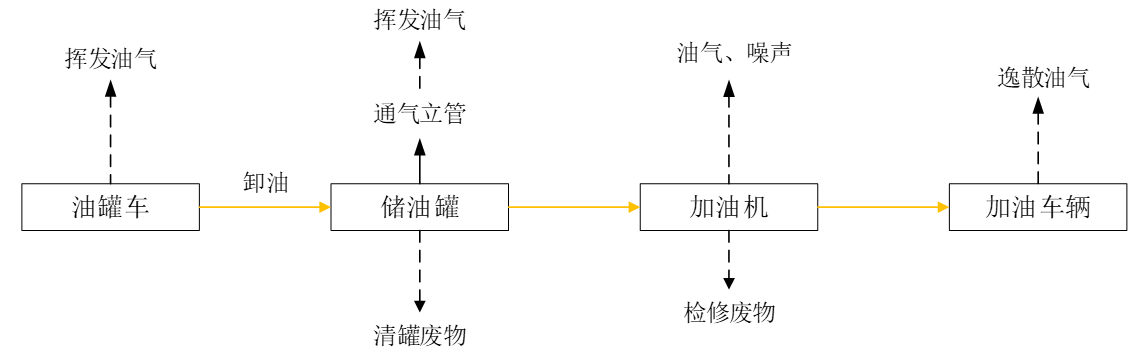 挥发油气
挥发油气
油气、噪声
逸散油气
通气立管
卸油
油罐车
储油罐
加油机
加油车辆
清罐废物
检修废物